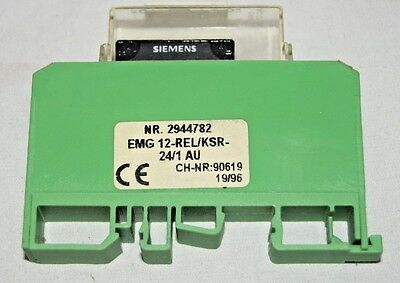 SIEMENS
NR. 2944782
EMG 12-REL/KSR-
24/1 AU
CE CH-NR:90619
19/96